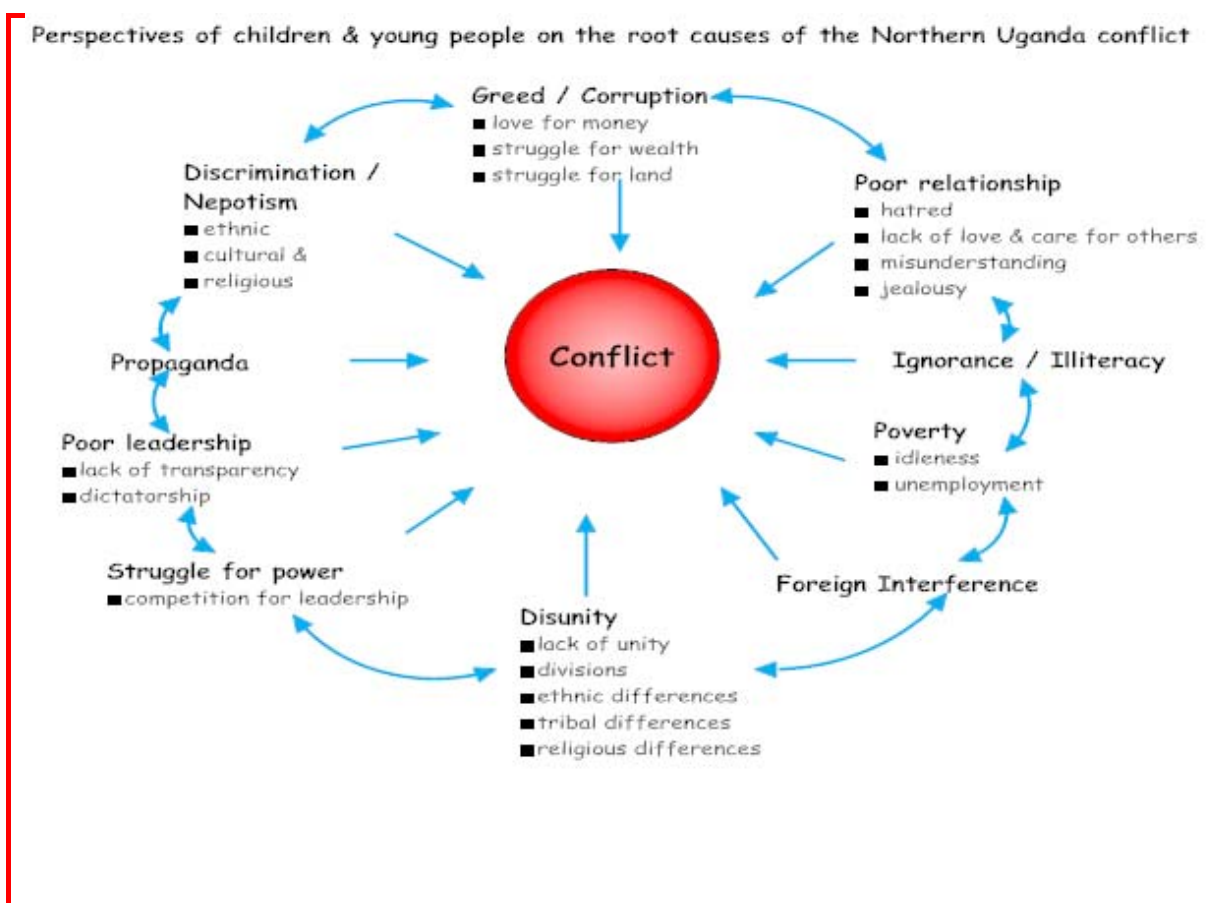 Perspectives of children & young people on the root causes of the Northern Uganda conflict
Greed / Corruption
■ love for money
■ struggle for wealth
■ struggle for land
Discrimination /
Nepotism
■ ethnic
■ cultural &
■ religious
Poor relationship
■ hatred
■ lack of love & care for others
■ misunderstanding
■ jealousy
Conflict
Propaganda
Ignorance / Illiteracy
Poor leadership
■ lack of transparency
■ dictatorship
Poverty
■ idleness
■ unemployment
Struggle for power
■ competition for leadership
Foreign Interference
Disunity
■ lack of unity
■ divisions
■ ethnic differences
■ tribal differences
■ religious differences